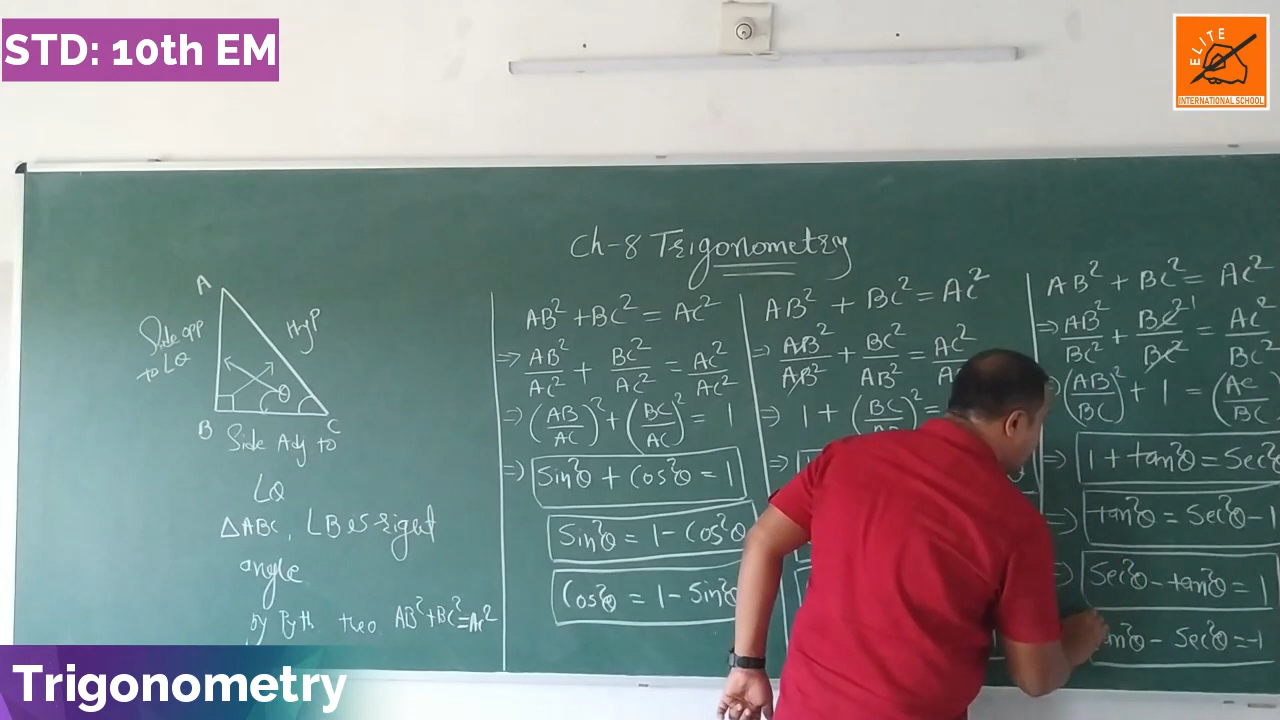 STD: 10th EM
ELITE
INTERNATIONAL SCHOOL
Ch-8 Trigonometry
A
Side opp
to ∠θ
Hyp
θ
B
C
Side Adj to
∠θ
△ABC, ∠B is right
angle
by Pyth theo AB²+BC²=AC²
AB² + BC² = AC²
⇒ AB²/AC² + BC²/AC² = AC²/AC²
⇒ (AB/AC)² + (BC/AC)² = 1
⇒ Sin²θ + Cos²θ = 1
Sin²θ = 1 - Cos²θ
Cos²θ = 1 - Sin²θ
AB² + BC² = AC²
⇒ AB²/AB² + BC²/AB² = AC²
⇒ 1 + (BC/)² =
⇒
AB² + BC² = AC²
⇒ AB²/BC² + BC²/BC² 1 = AC²/BC²
(AB/BC)² + 1 = (AC/BC
⇒ 1 + tan²θ = Sec²θ
⇒ tan²θ = Sec²θ - 1
Sec²θ - tan²θ = 1
an²θ - Sec²θ = -1
Trigonometry